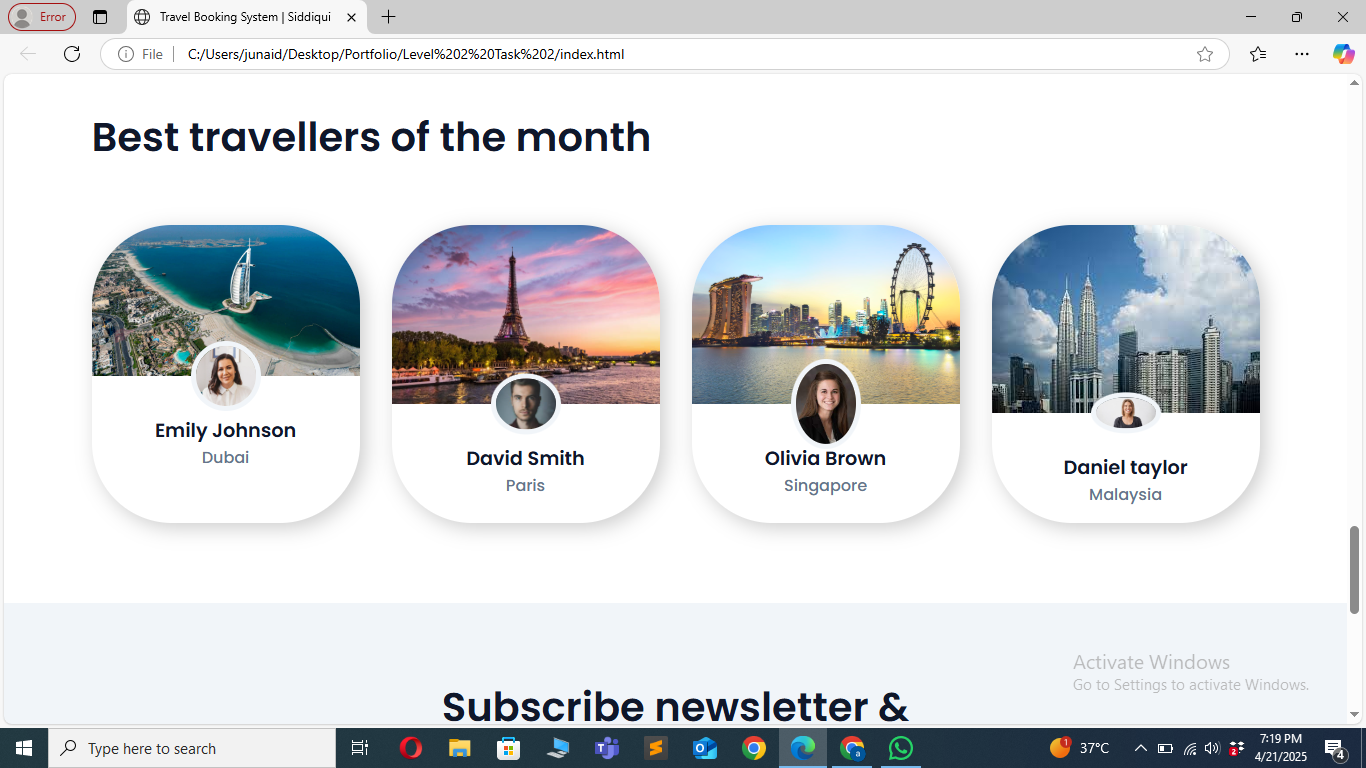 Error
Travel Booking System | Siddiqui
File
C:/Users/junaid/Desktop/Portfolio/Level%202%20Task%202/index.html
Best travellers of the month
Emily Johnson
Dubai
David Smith
Paris
Olivia Brown
Singapore
Daniel taylor
Malaysia
Subscribe newsletter &
Activate Windows
Go to Settings to activate Windows.
Type here to search
1
37°C
2
7:19 PM
4/21/2025
4